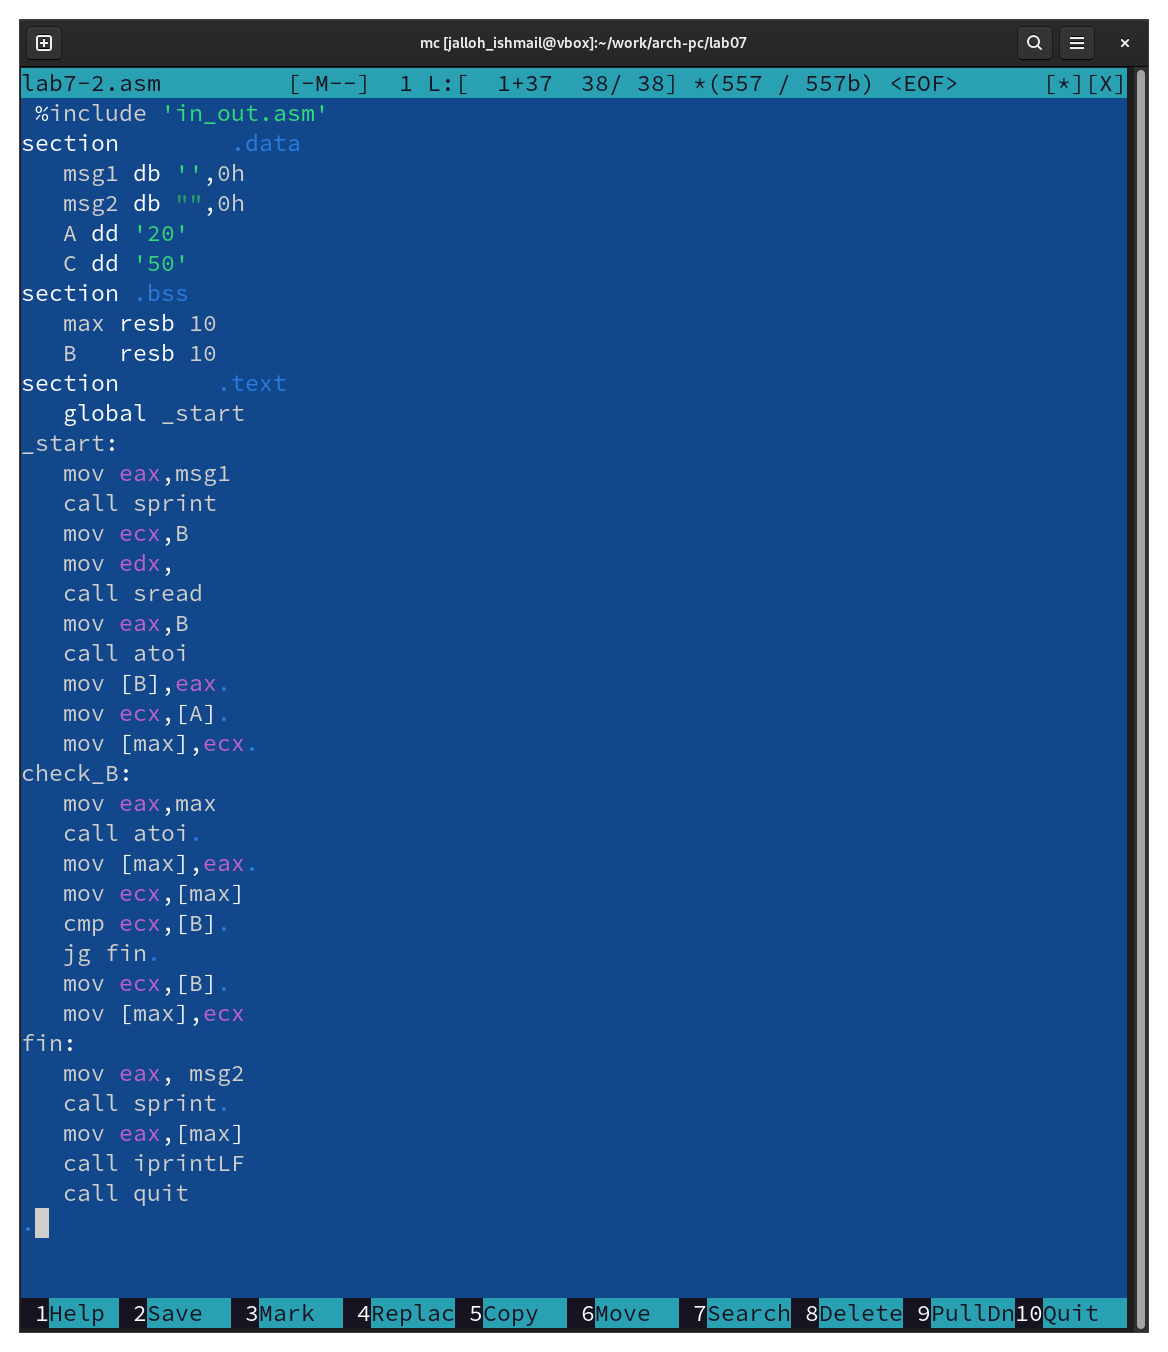 mc [jalloh_ishmail@vbox]:~/work/arch-pc/lab07
lab7-2.asm [-M--] 1 L:[ 1+37 38/ 38] *(557 / 557b) <EOF> [*][X]
%include 'in_out.asm'
section .data
msg1 db '',0h
msg2 db "",0h
A dd '20'
C dd '50'
section .bss
max resb 10
B resb 10
section .text
global _start
_start:
mov eax,msg1
call sprint
mov ecx,B
mov edx,
call sread
mov eax,B
call atoi
mov [B],eax.
mov ecx,[A].
mov [max],ecx.
check_B:
mov eax,max
call atoi.
mov [max],eax.
mov ecx,[max]
cmp ecx,[B].
jg fin.
mov ecx,[B].
mov [max],ecx
fin:
mov eax, msg2
call sprint.
mov eax,[max]
call iprintLF
call quit
.
1Help 2Save 3Mark 4Replac 5Copy 6Move 7Search 8Delete 9PullDn 10Quit